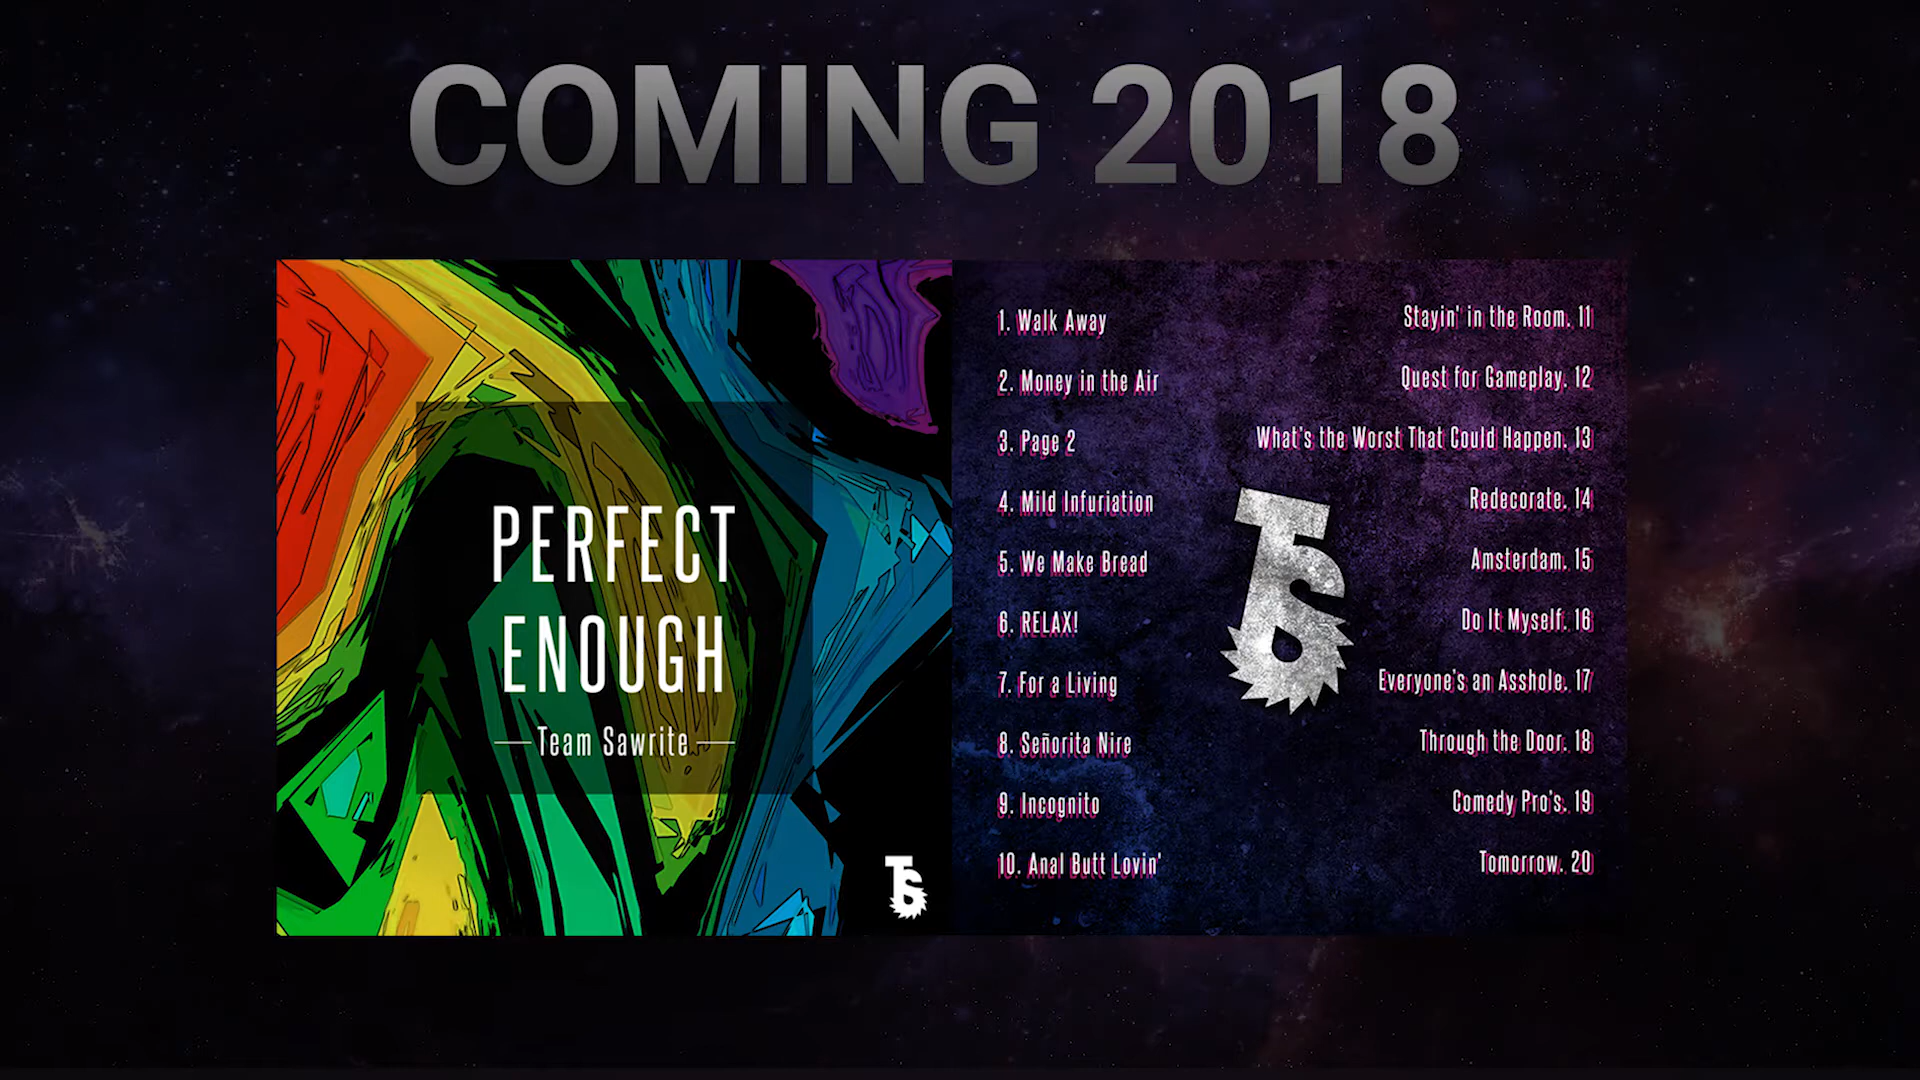 COMING 2018
PERFECT
ENOUGH
Team Sawrite
1. Walk Away
2. Money in the Air
3. Page 2
4. Mild Infuriation
5. We Make Bread
6. RELAX!
7. For a Living
8. Señorita Nire
9. Incognito
10. Anal Butt Lovin'
Stayin' in the Room. 11
Quest for Gameplay. 12
What's the Worst That Could Happen. 13
Redecorate. 14
Amsterdam. 15
Do It Myself. 16
Everyone's an Asshole. 17
Through the Door. 18
Comedy Pro's. 19
Tomorrow. 20
TS
TS